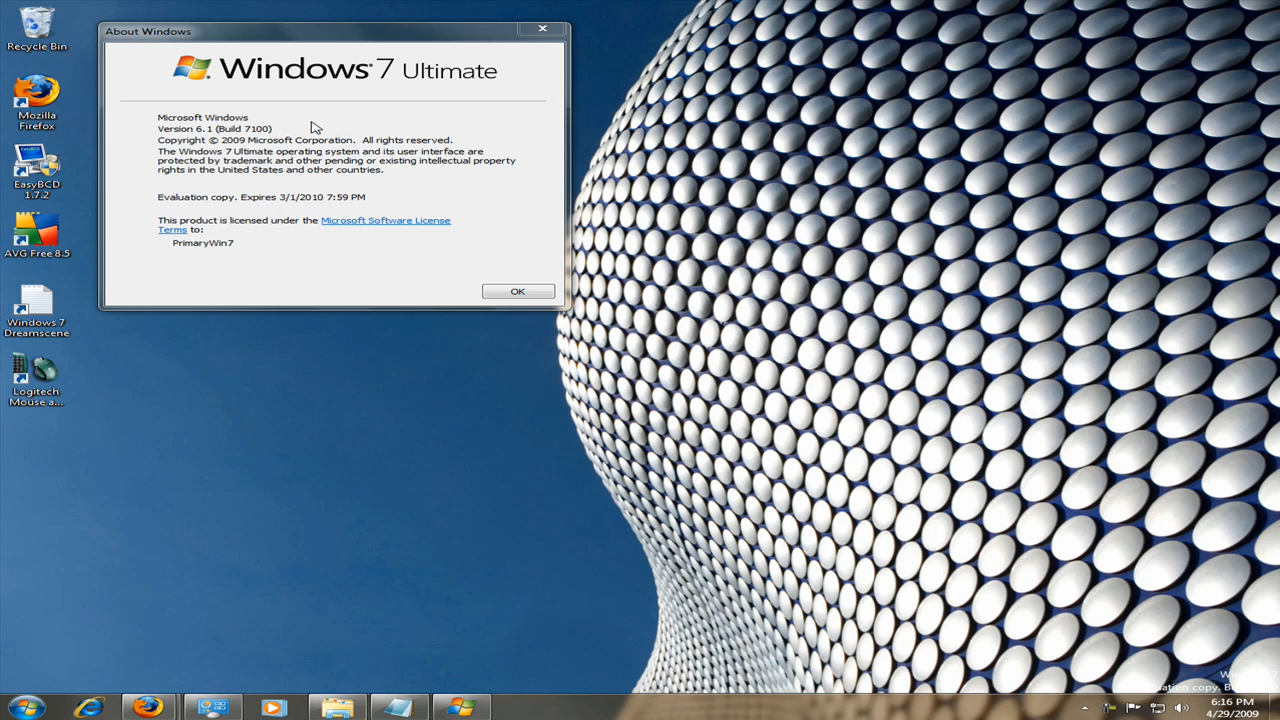 Recycle Bin
Mozilla
Firefox
EasyBCD
1.7.2
AVG Free 8.5
Windows 7
Dreamscene
Logitech
Mouse a...
About Windows
Windows 7 Ultimate
Microsoft Windows
Version 6.1 (Build 7100)
Copyright © 2009 Microsoft Corporation. All rights reserved.
The Windows 7 Ultimate operating system and its user interface are
protected by trademark and other pending or existing intellectual property
rights in the United States and other countries.
Evaluation copy. Expires 3/1/2010 7:59 PM
This product is licensed under the Microsoft Software License
Terms to:
PrimaryWin7
OK
copy.
6:16 PM
4/29/2009